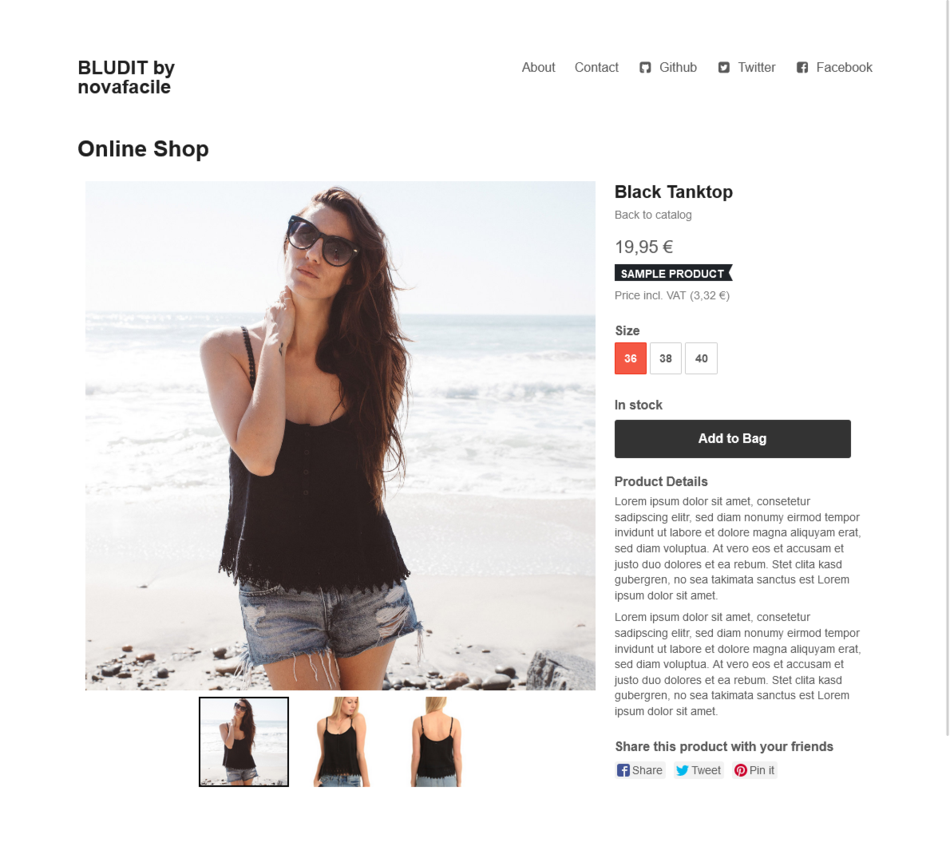 BLUDIT by
novafacile
About Contact Github Twitter Facebook
Online Shop
Black Tanktop
Back to catalog
19,95 €
SAMPLE PRODUCT
Price incl. VAT (3,32 €)
Size
36 38 40
In stock
Add to Bag
Product Details
Lorem ipsum dolor sit amet, consetetur
sadipscing elitr, sed diam nonumy eirmod tempor
invidunt ut labore et dolore magna aliquyam erat,
sed diam voluptua. At vero eos et accusam et
justo duo dolores et ea rebum. Stet clita kasd
gubergren, no sea takimata sanctus est Lorem
ipsum dolor sit amet.
Lorem ipsum dolor sit amet, consetetur
sadipscing elitr, sed diam nonumy eirmod tempor
invidunt ut labore et dolore magna aliquyam erat,
sed diam voluptua. At vero eos et accusam et
justo duo dolores et ea rebum. Stet clita kasd
gubergren, no sea takimata sanctus est Lorem
ipsum dolor sit amet.
Share this product with your friends
Share Tweet Pin it